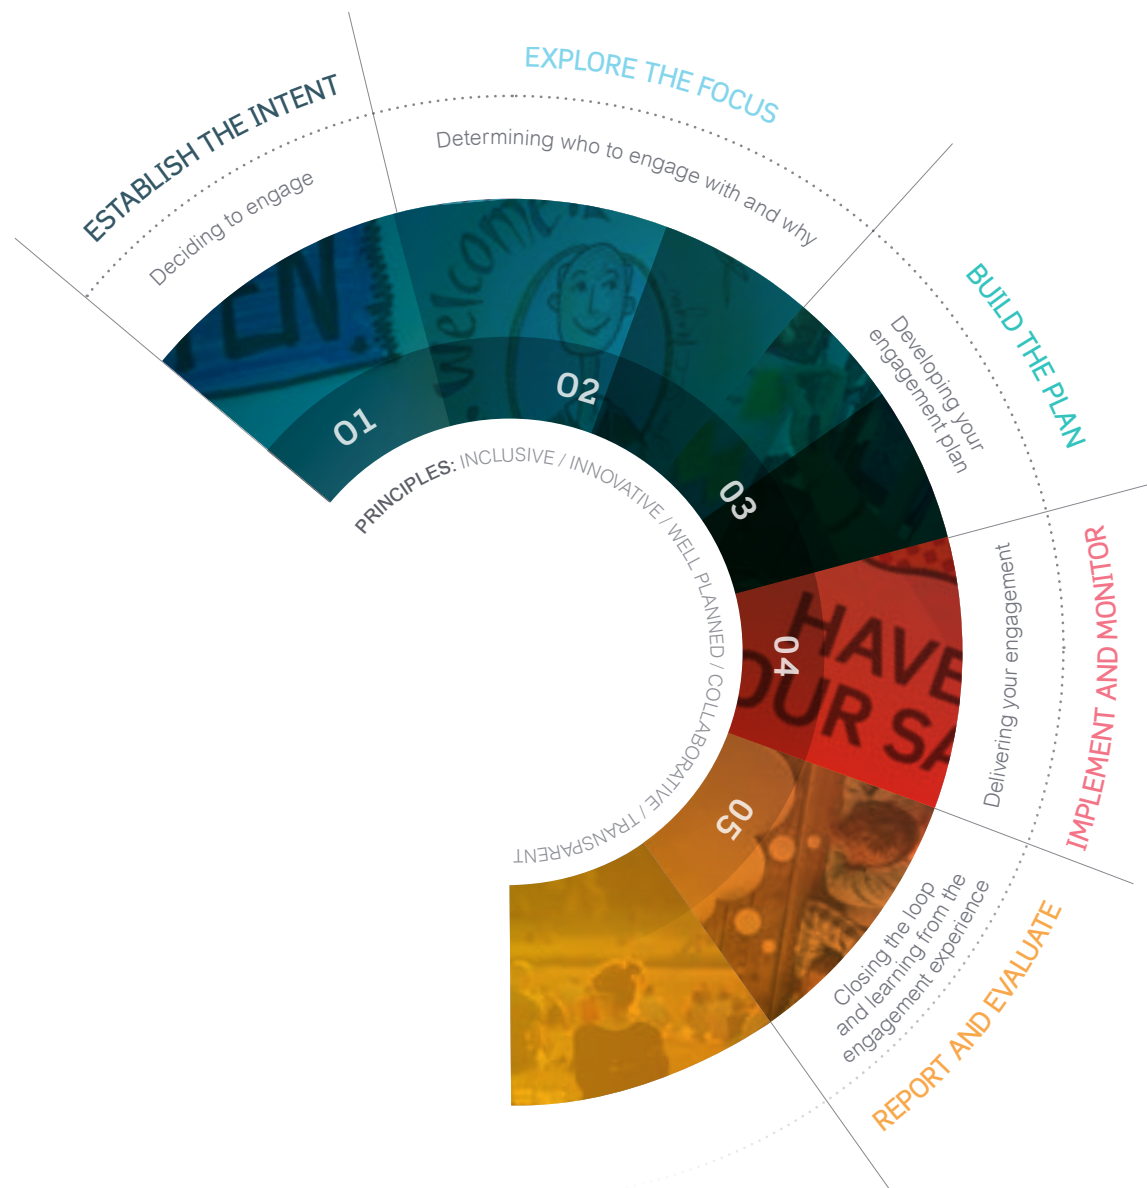 ESTABLISH THE INTENT
Deciding to engage
01
EXPLORE THE FOCUS
Determining who to engage with and why
02
BUILD THE PLAN
Developing your
engagement plan
03
IMPLEMENT AND MONITOR
Delivering your engagement
04
REPORT AND EVALUATE
Closing the loop
and learning from the
engagement experience
05
PRINCIPLES: INCLUSIVE / INNOVATIVE / WELL PLANNED / COLLABORATIVE / TRANSPARENT
Welcome
HAVE
OUR SA
TEN